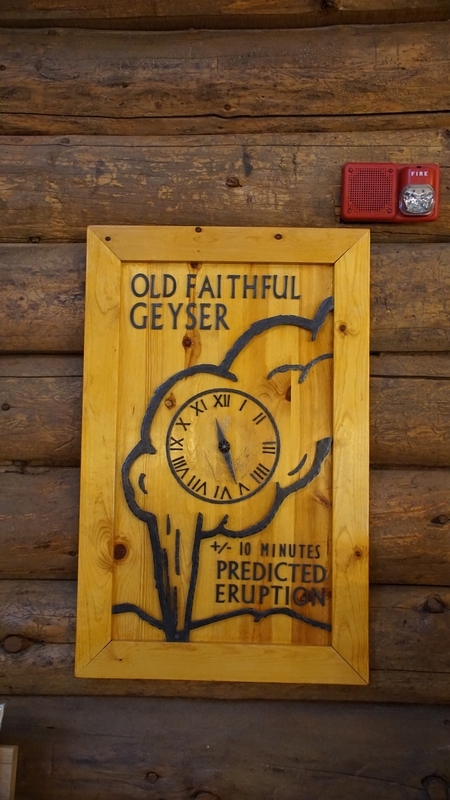 FIRE
OLD FAITHFUL
GEYSER
XII
I
II
III
IIII
V
VI
VII
VIII
IX
X
XI
+/- 10 MINUTES
PREDICTED
ERUPTION